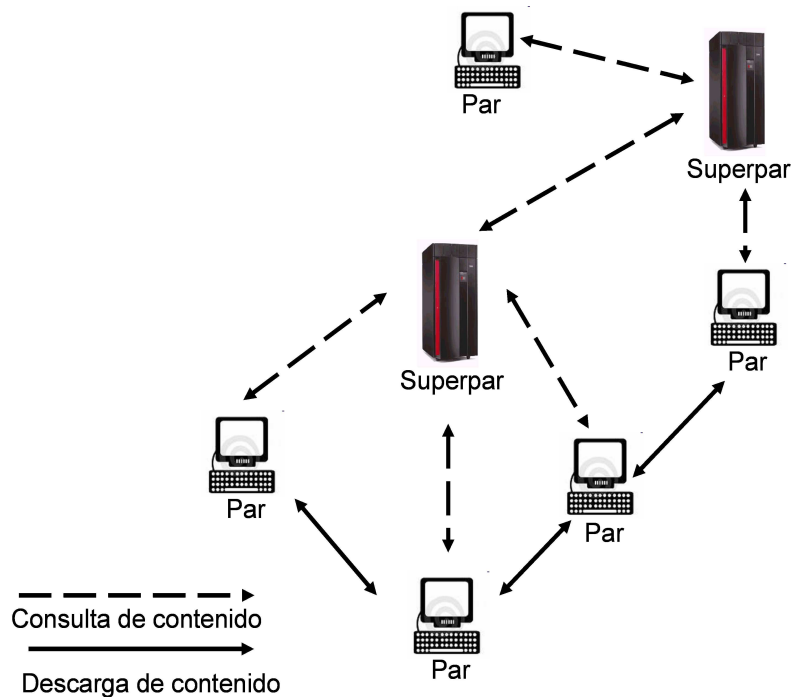 Par
Superpar
Superpar
Par
Par
Par
Par
Consulta de contenido
Descarga de contenido